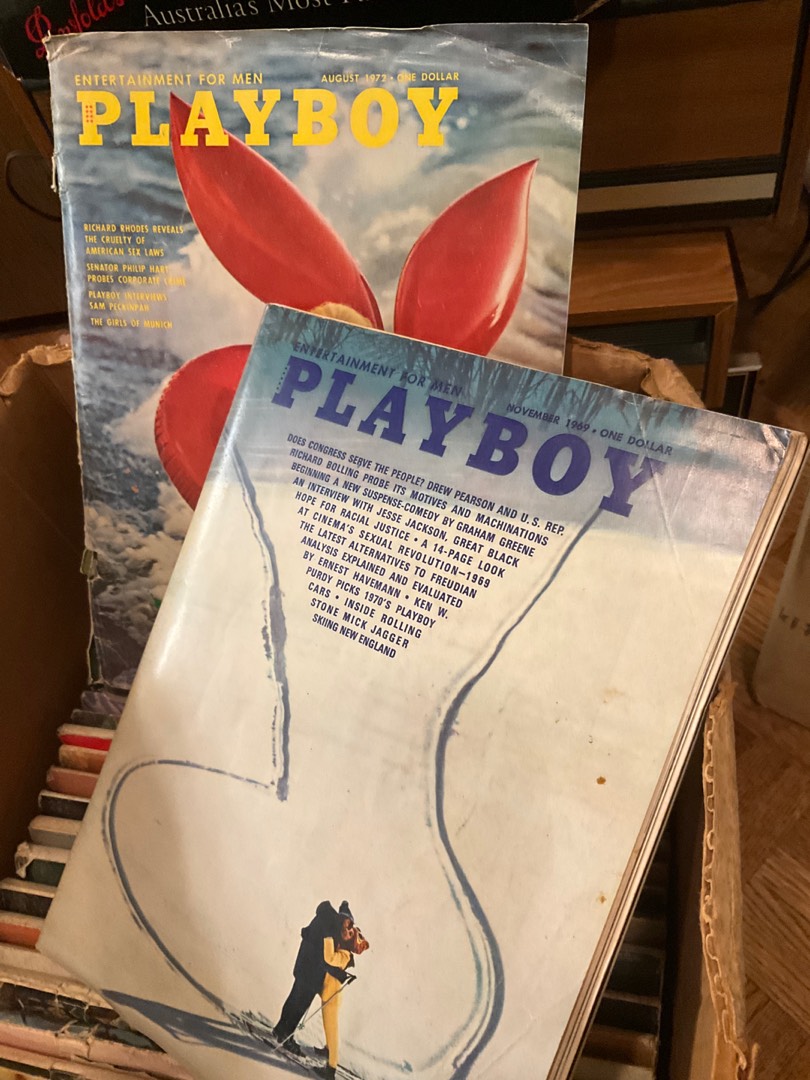 Penfolds
Australia's Most
ENTERTAINMENT FOR MEN
AUGUST 1972 • ONE DOLLAR
PLAYBOY
RICHARD RHODES REVEALS
THE CRUELTY OF
AMERICAN SEX LAWS
SENATOR PHILIP HART
PROBES CORPORATE CRIME
PLAYBOY INTERVIEWS
SAM PECKINPAH
THE GIRLS OF MUNICH
ENTERTAINMENT FOR MEN
NOVEMBER 1969 • ONE DOLLAR
PLAYBOY
DOES CONGRESS SERVE THE PEOPLE? DREW PEARSON AND U.S. REP.
RICHARD BOLLING PROBE ITS MOTIVES AND MACHINATIONS
BEGINNING A NEW SUSPENSE-COMEDY BY GRAHAM GREENE
AN INTERVIEW WITH JESSE JACKSON, GREAT BLACK
HOPE FOR RACIAL JUSTICE • A 14-PAGE LOOK
AT CINEMA'S SEXUAL REVOLUTION—1969
THE LATEST ALTERNATIVES TO FREUDIAN
ANALYSIS EXPLAINED AND EVALUATED
BY ERNEST HAVEMANN • KEN W.
PURDY PICKS 1970'S PLAYBOY
CARS • INSIDE ROLLING
STONE MICK JAGGER
SKIING NEW ENGLAND